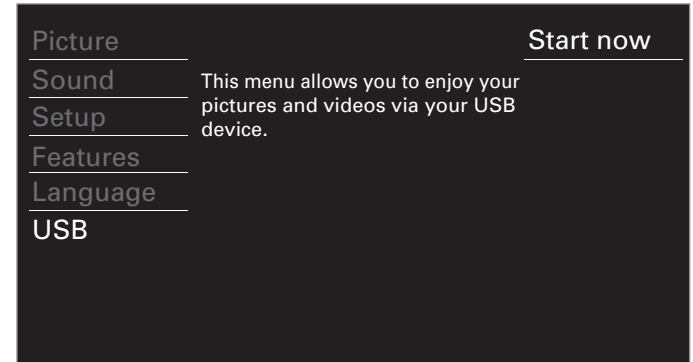 Picture
Sound
Setup
Features
Language
USB
This menu allows you to enjoy your
pictures and videos via your USB
device.
Start now